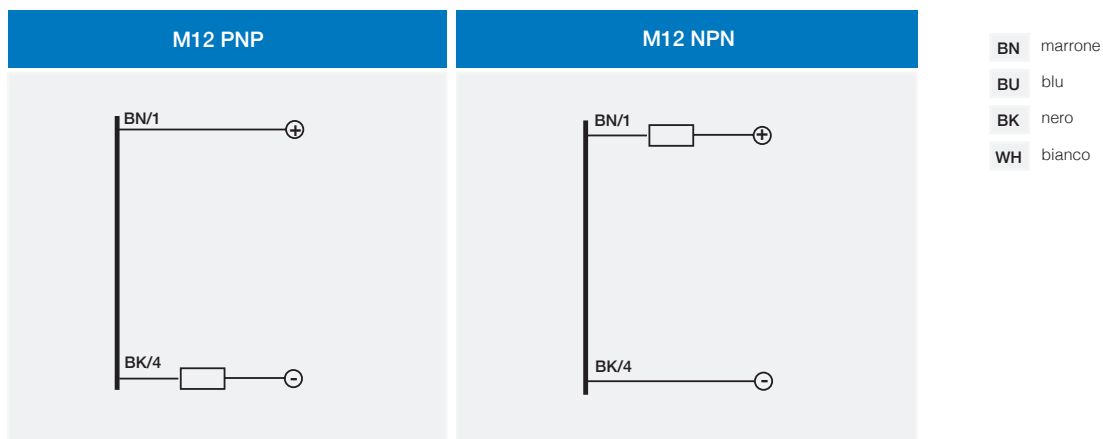 M12 PNP
BN/1
+
BK/4
-
M12 NPN
BN/1
+
BK/4
-
BN marrone
BU blu
BK nero
WH bianco